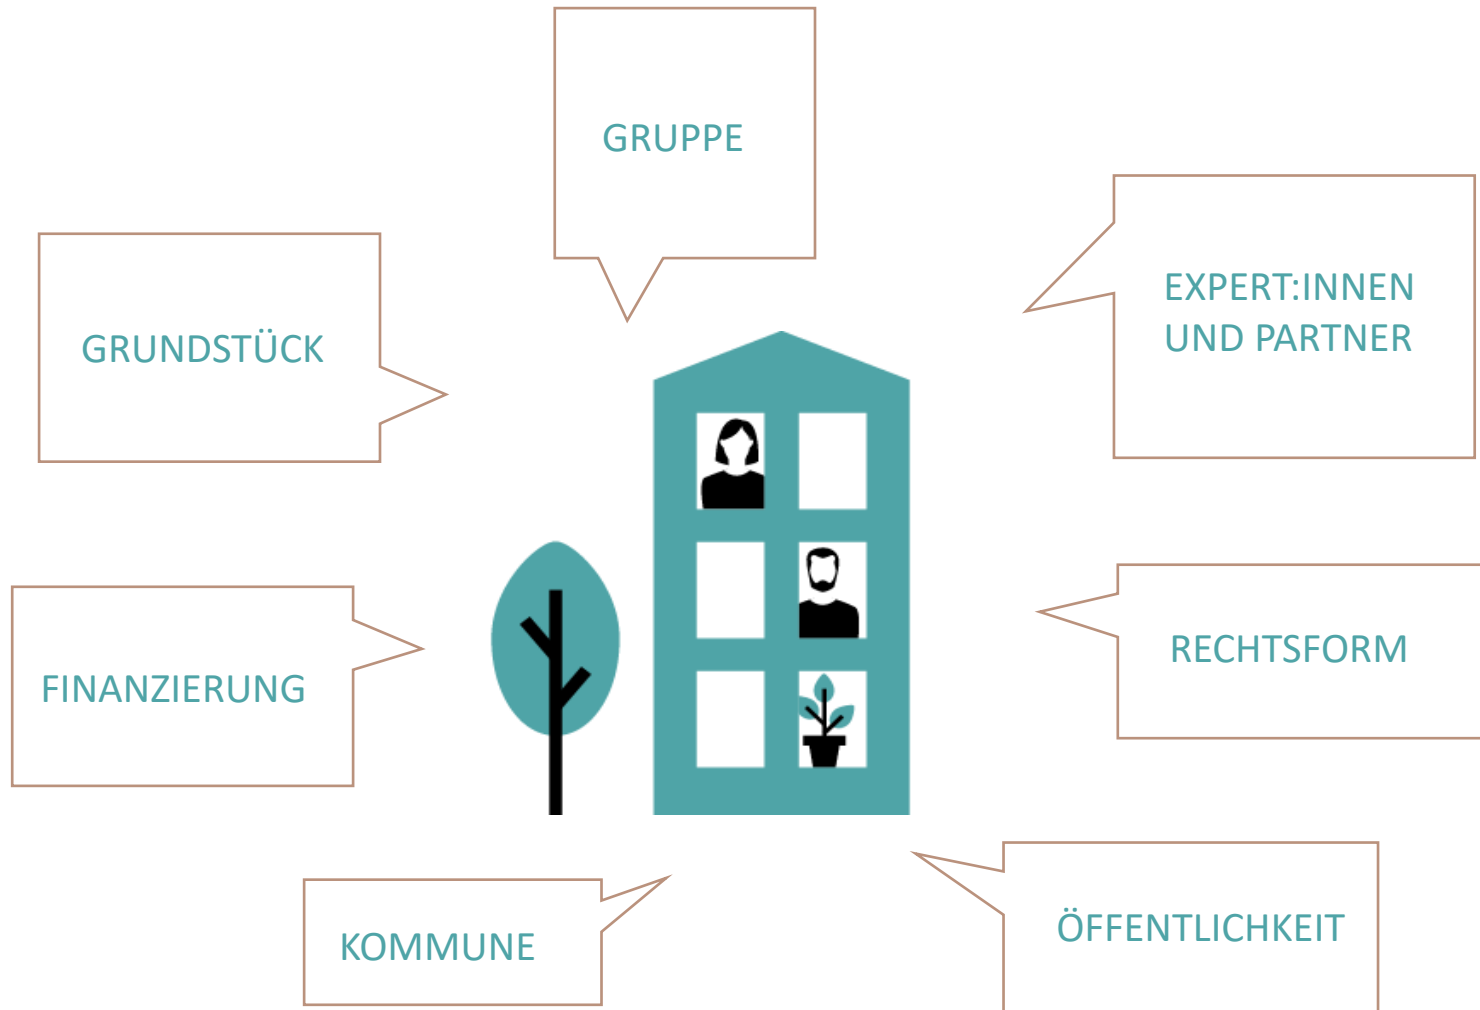 GRUPPE
EXPERT:INNEN
UND PARTNER
GRUNDSTÜCK
RECHTSFORM
FINANZIERUNG
ÖFFENTLICHKEIT
KOMMUNE